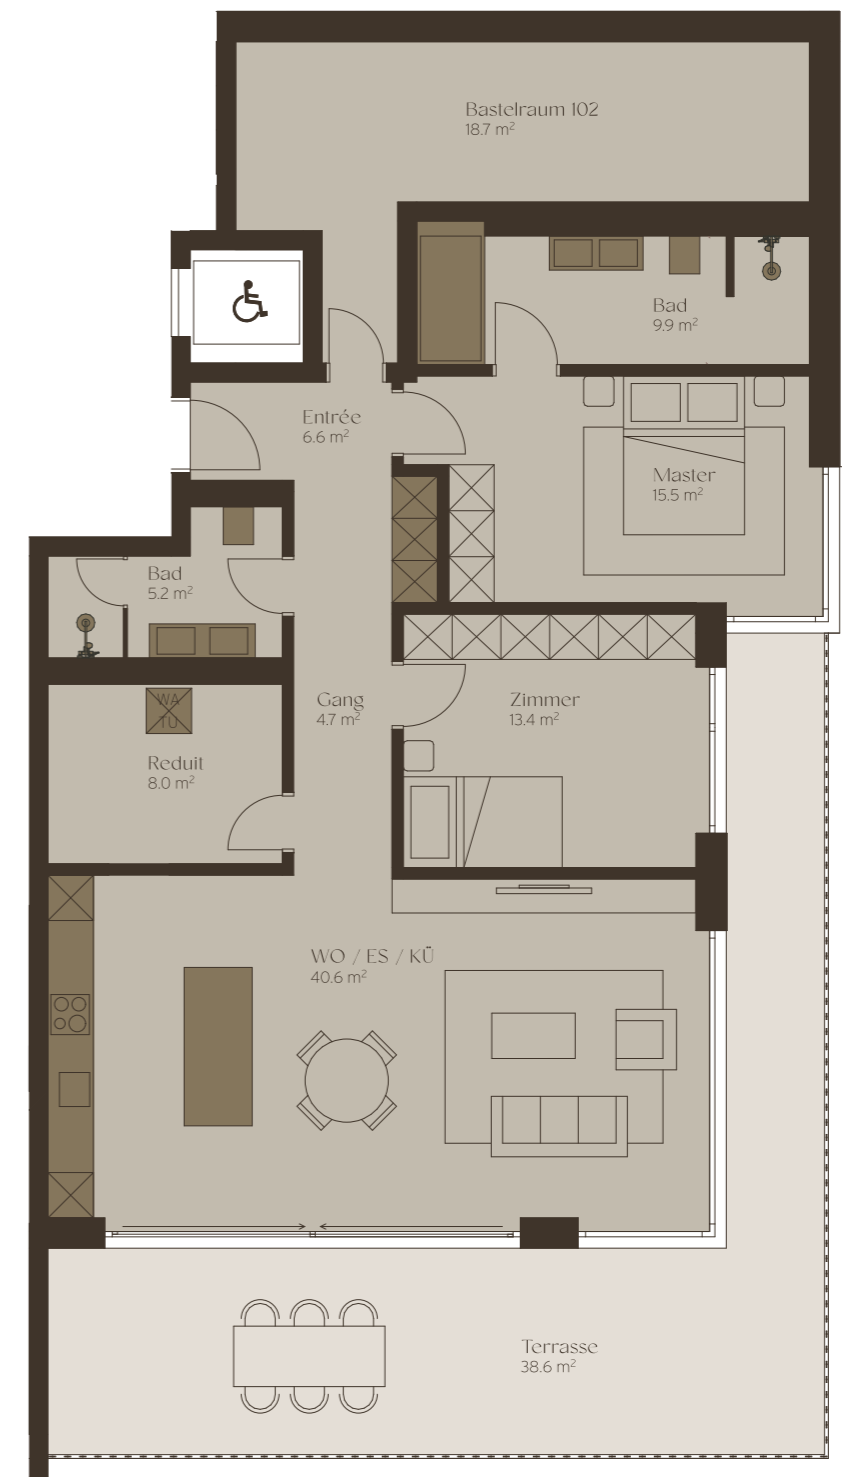 Bastelraum 102
18.7 m²
Bad
9.9 m²
Entrée
6.6 m²
Master
15.5 m²
Bad
5.2 m²
Gang
4.7 m²
Zimmer
13.4 m²
WA
TU
Reduit
8.0 m²
WO / ES / KÜ
40.6 m²
Terrasse
38.6 m²